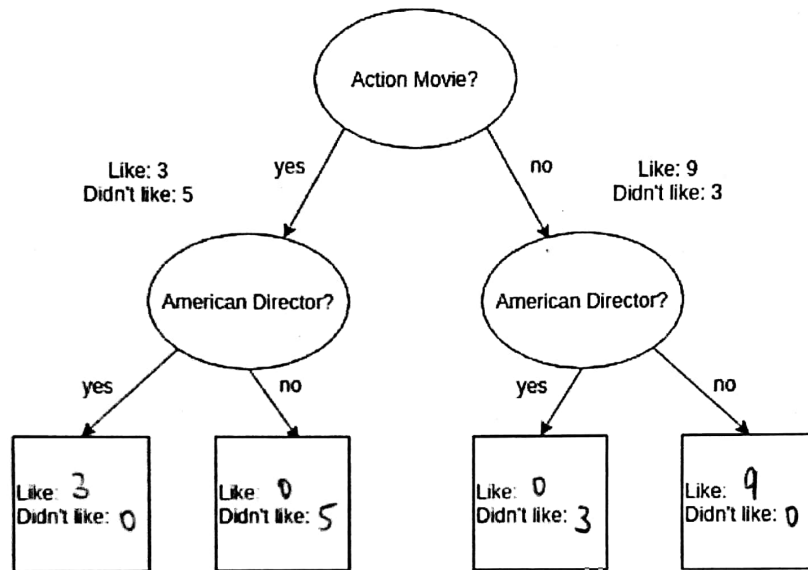 Action Movie?
Like: 3
Didn't like: 5
yes
no
Like: 9
Didn't like: 3
American Director?
American Director?
yes
no
yes
no
Like: 3
Didn't like: 0
Like: 0
Didn't like: 5
Like: 0
Didn't like: 3
Like: 9
Didn't like: 0